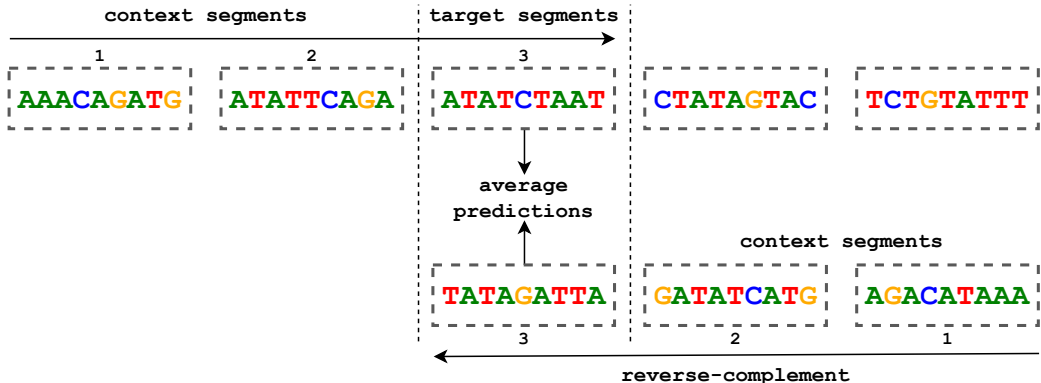 context segments target segments
1 2 3
AAACAGATG ATATTCAGA ATATCTAAT CTATAGTAC TCTGTATTT
average
predictions
context segments
TATAGATTA GATATCATG AGACATAAA
3 2 1
reverse-complement